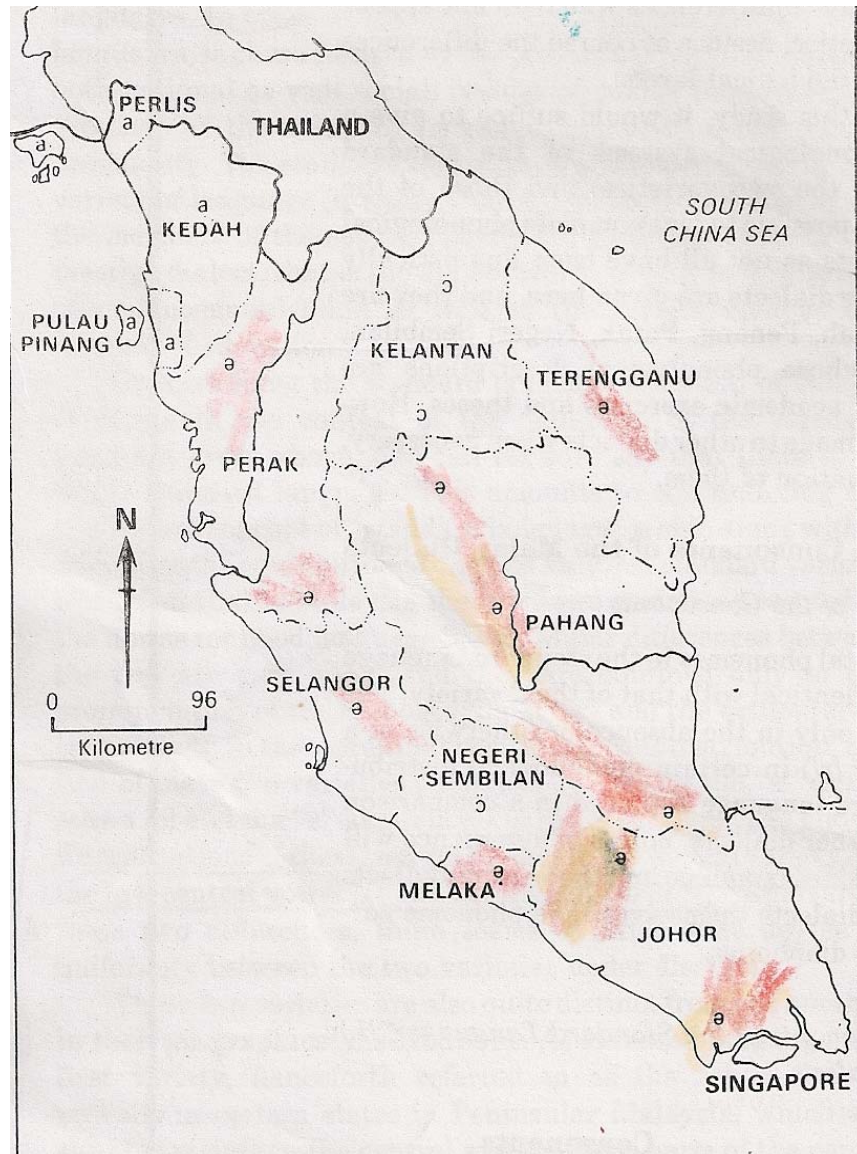 PERLIS
a
a
THAILAND
a
KEDAH
SOUTH
CHINA SEA
PULAU
PINANG
a
a
KELANTAN
ə
TERENGGANU
ə
PERAK
ə
N
ə
ə
PAHANG
SELANGOR
ə
0 96
Kilometre
NEGERI
SEMBILAN
ə
ə
ə
MELAKA
JOHOR
ə
SINGAPORE